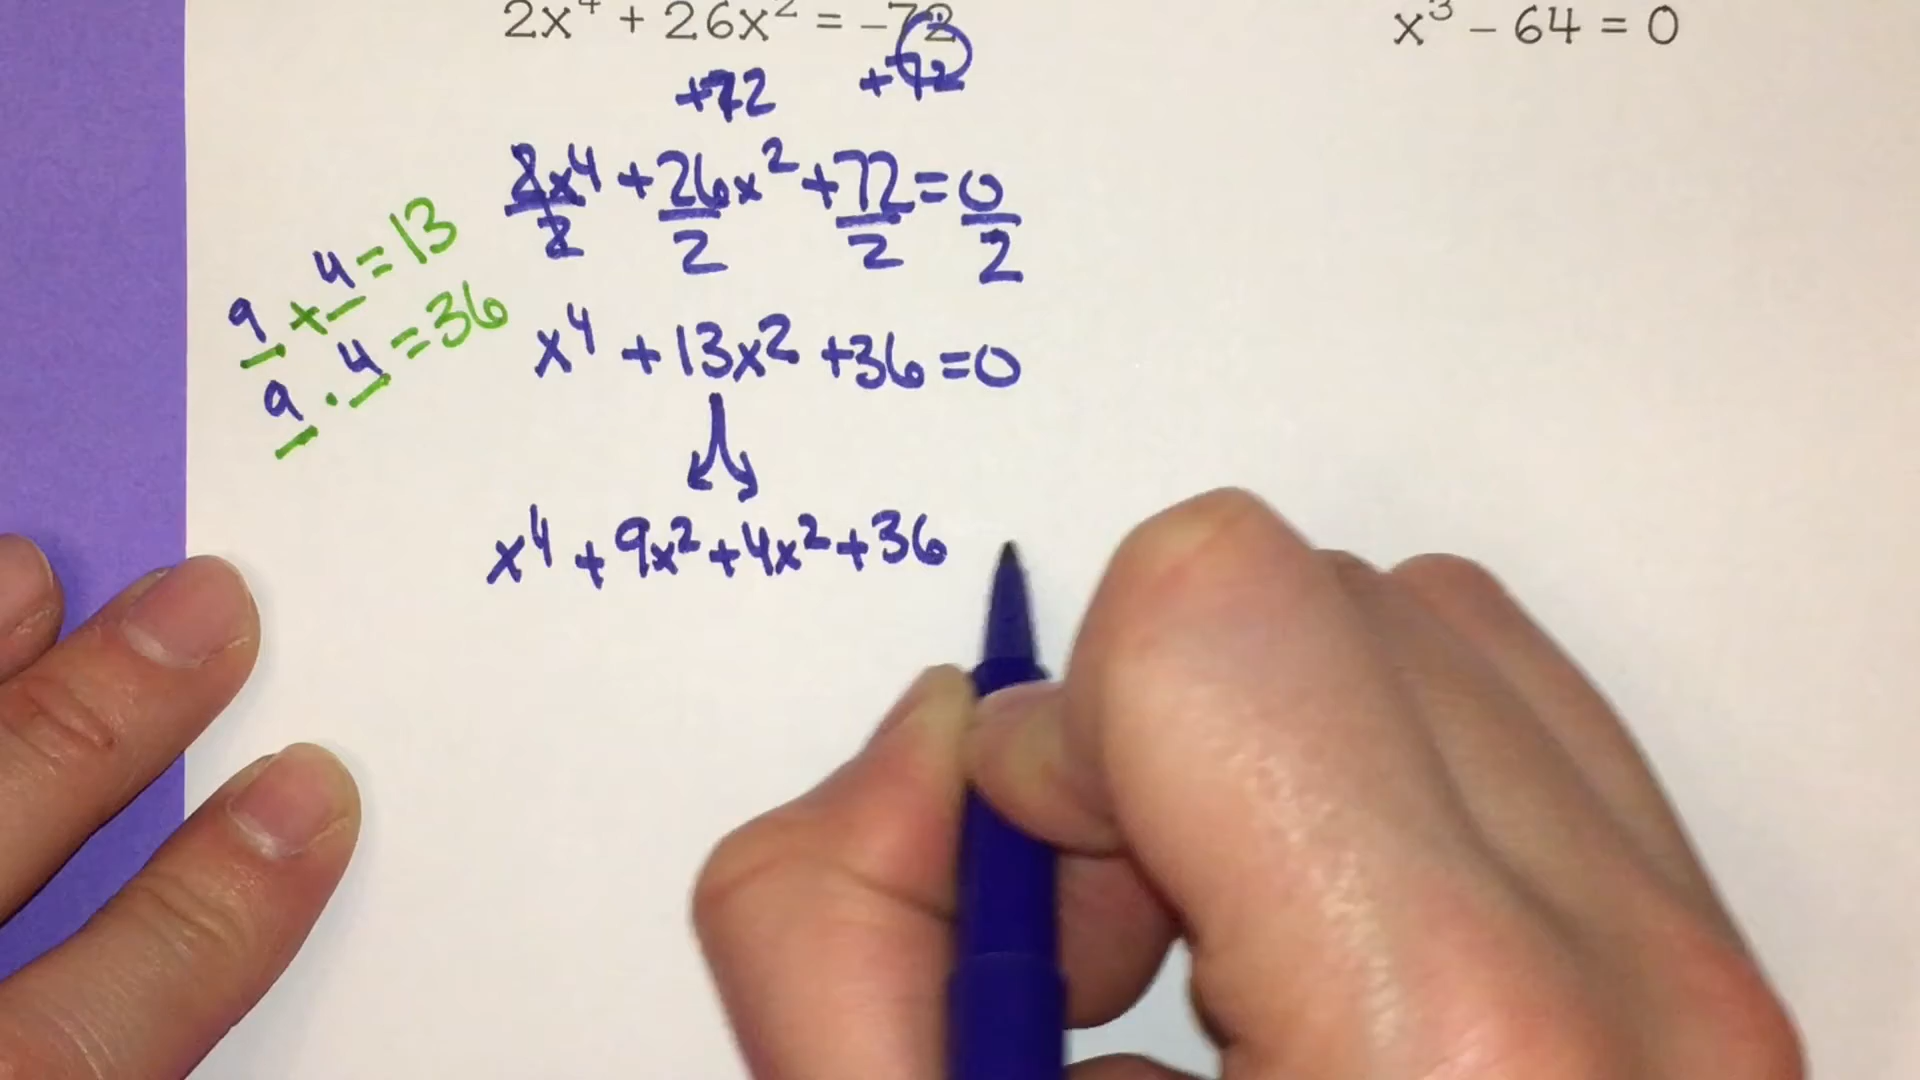 2x⁴ + 26x² = -72
+72 +72
2x⁴/2 + 26x²/2 + 72/2 = 0/2
9 + 4 = 13
9 · 4 = 36
x⁴ + 13x² + 36 = 0
x⁴ + 9x² + 4x² + 36
x³ - 64 = 0